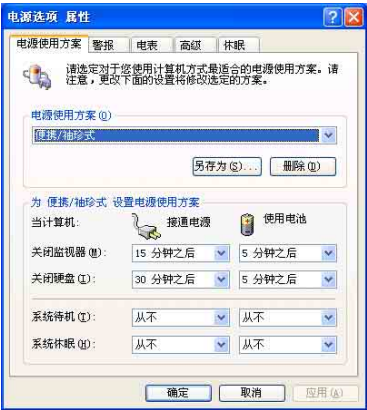 电源选项 属性
电源使用方案 警报 电表 高级 休眠
请选定对于您使用计算机方式最适合的电源使用方案。请
注意，更改下面的设置将修改选定的方案。
电源使用方案(O)
便携/袖珍式
另存为(S)... 删除(D)
为 便携/袖珍式 设置电源使用方案
当计算机: 接通电源 使用电池
关闭监视器(M): 15 分钟之后 5 分钟之后
关闭硬盘(I): 30 分钟之后 5 分钟之后
系统待机(T): 从不 从不
系统休眠(H): 从不 从不
确定 取消 应用(A)